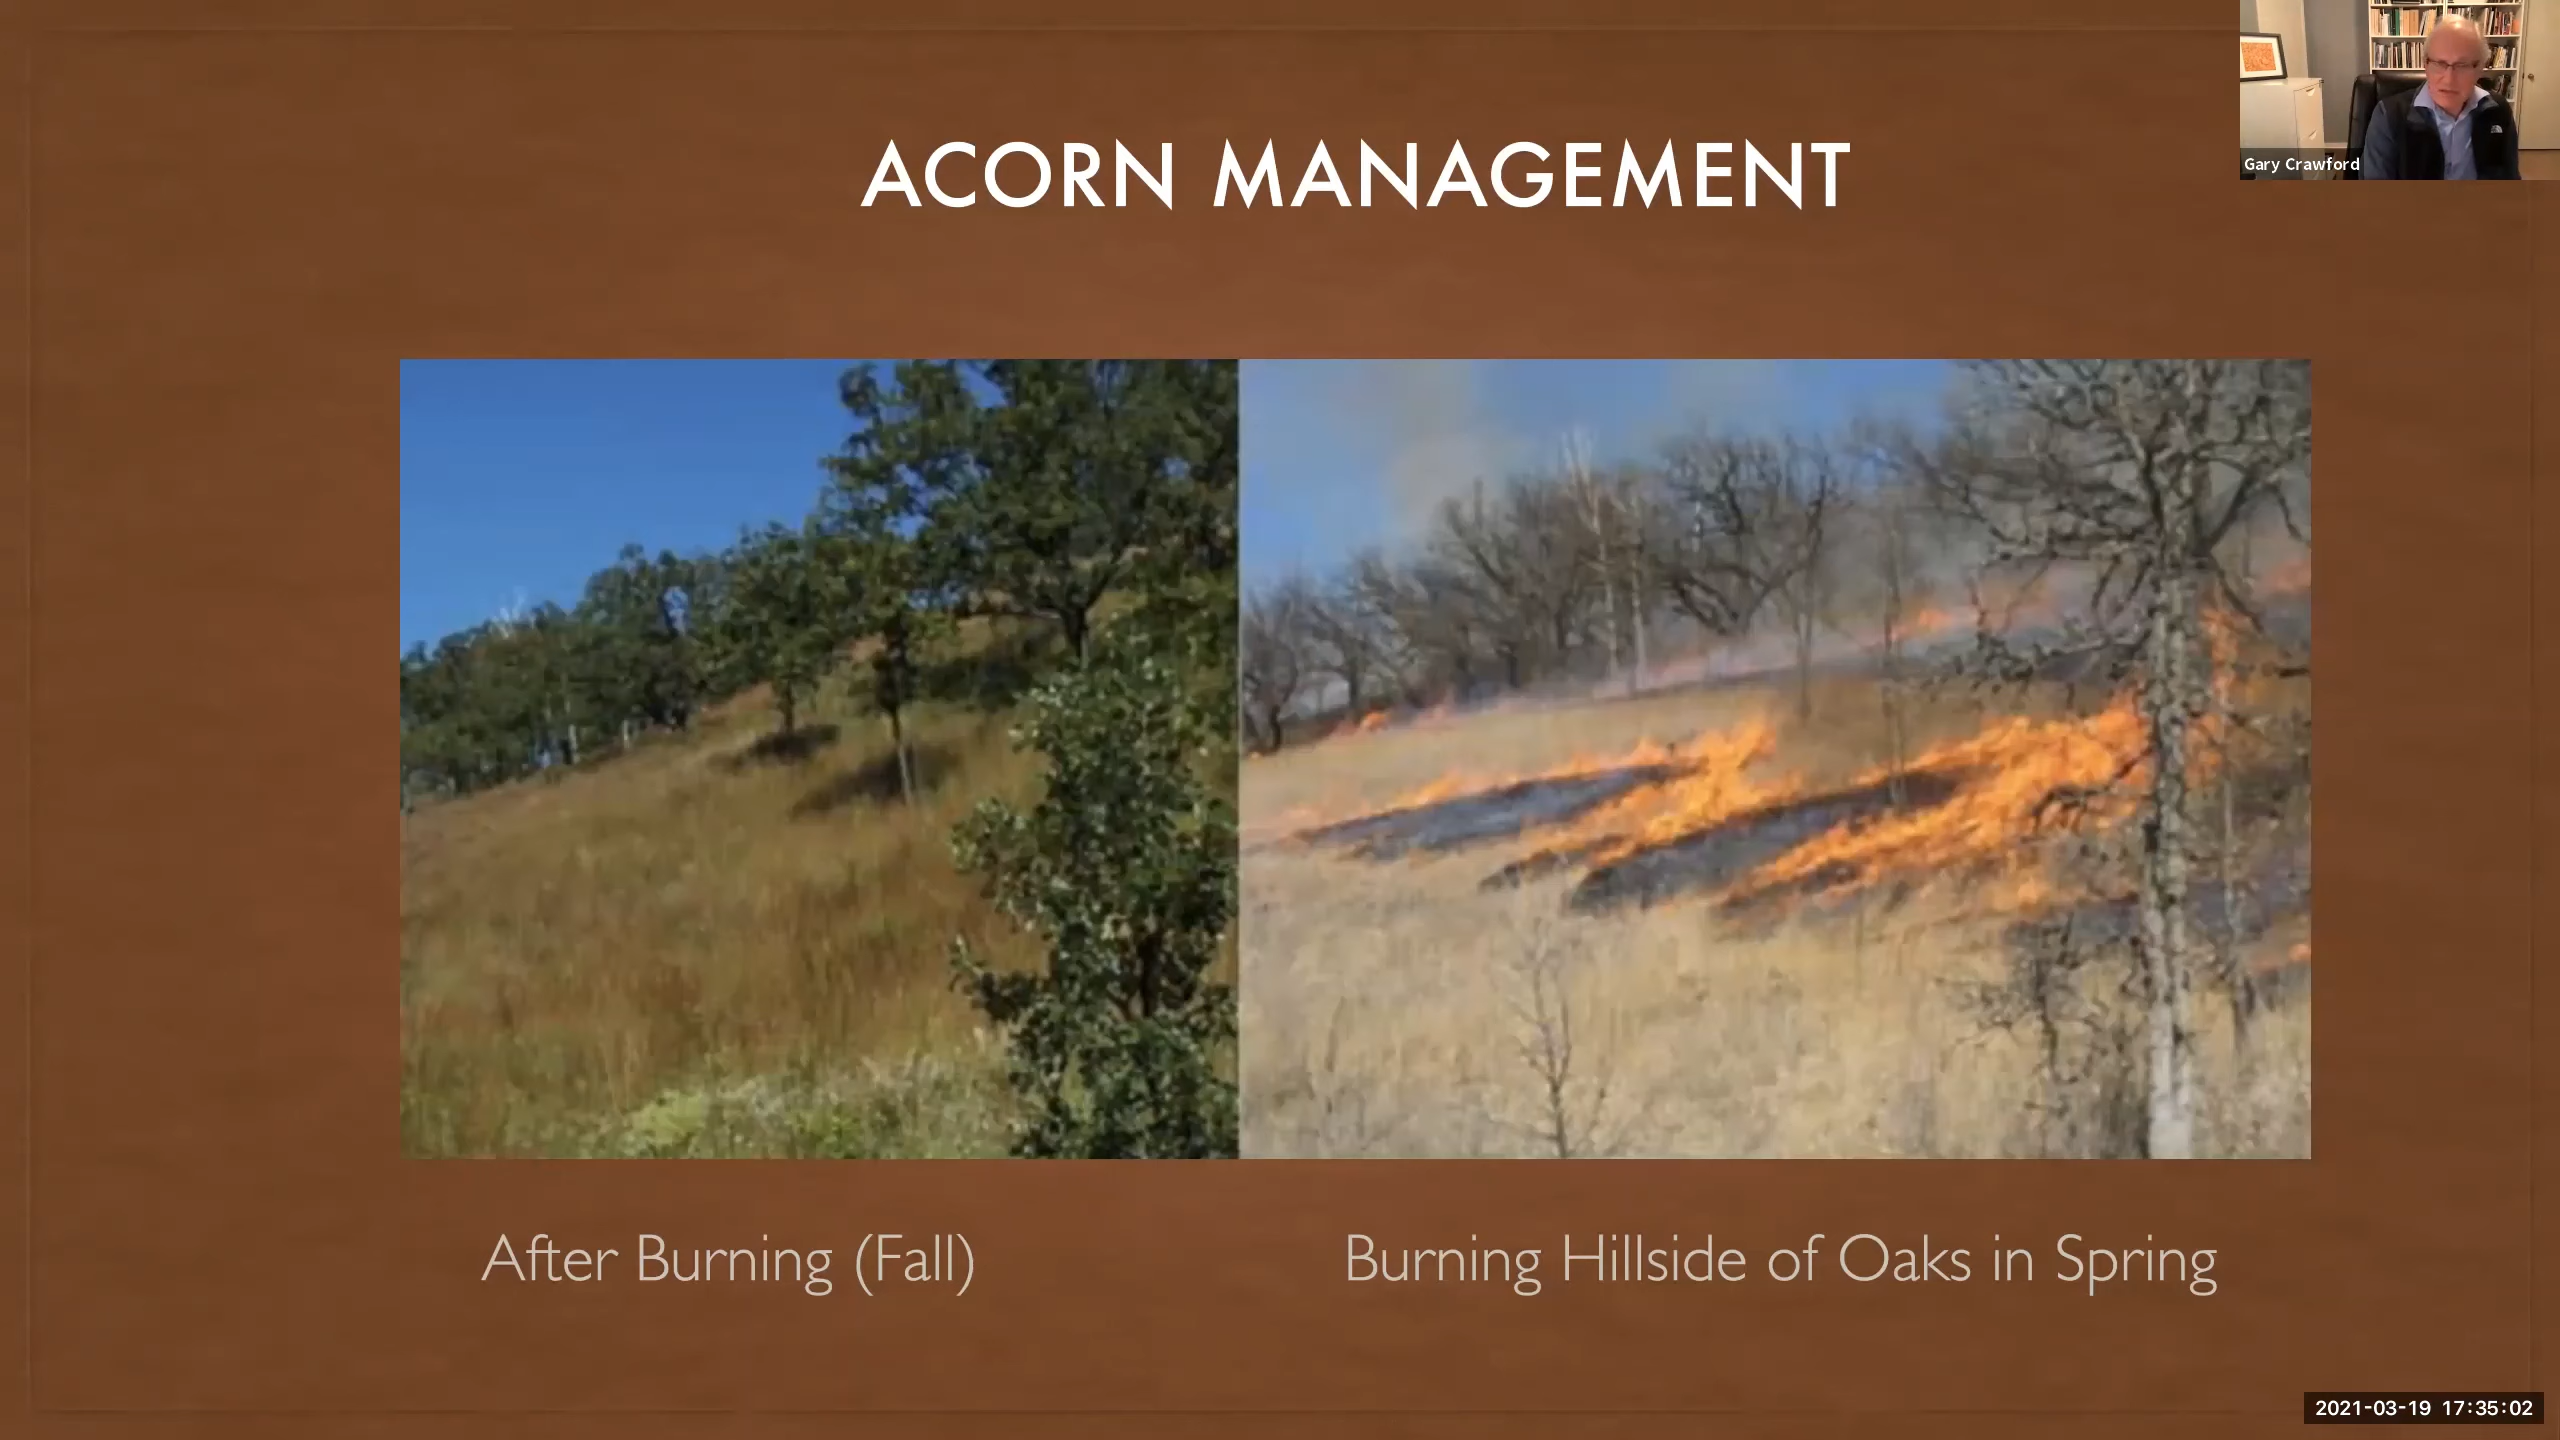 ACORN MANAGEMENT
Gary Crawford
After Burning (Fall)
Burning Hillside of Oaks in Spring
2021-03-19 17:35:02